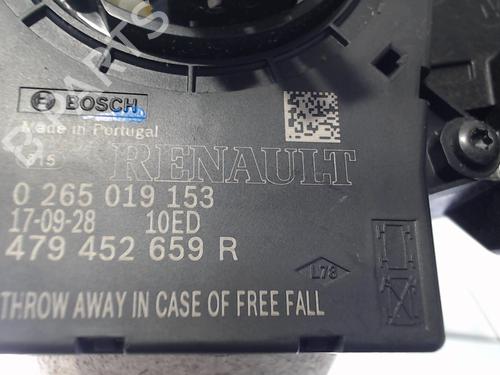 BOSCH
Made in Portugal
315
RENAULT
0 265 019 153
17-09-28 10ED
479 452 659 R
L78
THROW AWAY IN CASE OF FREE FALL